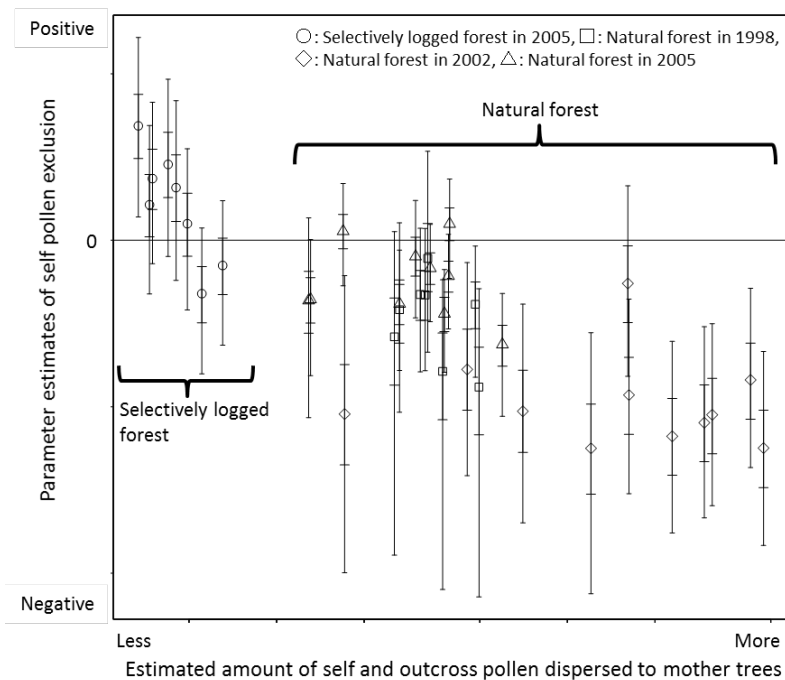 Positive
○: Selectively logged forest in 2005, □: Natural forest in 1998,
◇: Natural forest in 2002, △: Natural forest in 2005
Natural forest
Parameter estimates of self pollen exclusion
0
Selectively logged
forest
Negative
Less
More
Estimated amount of self and outcross pollen dispersed to mother trees